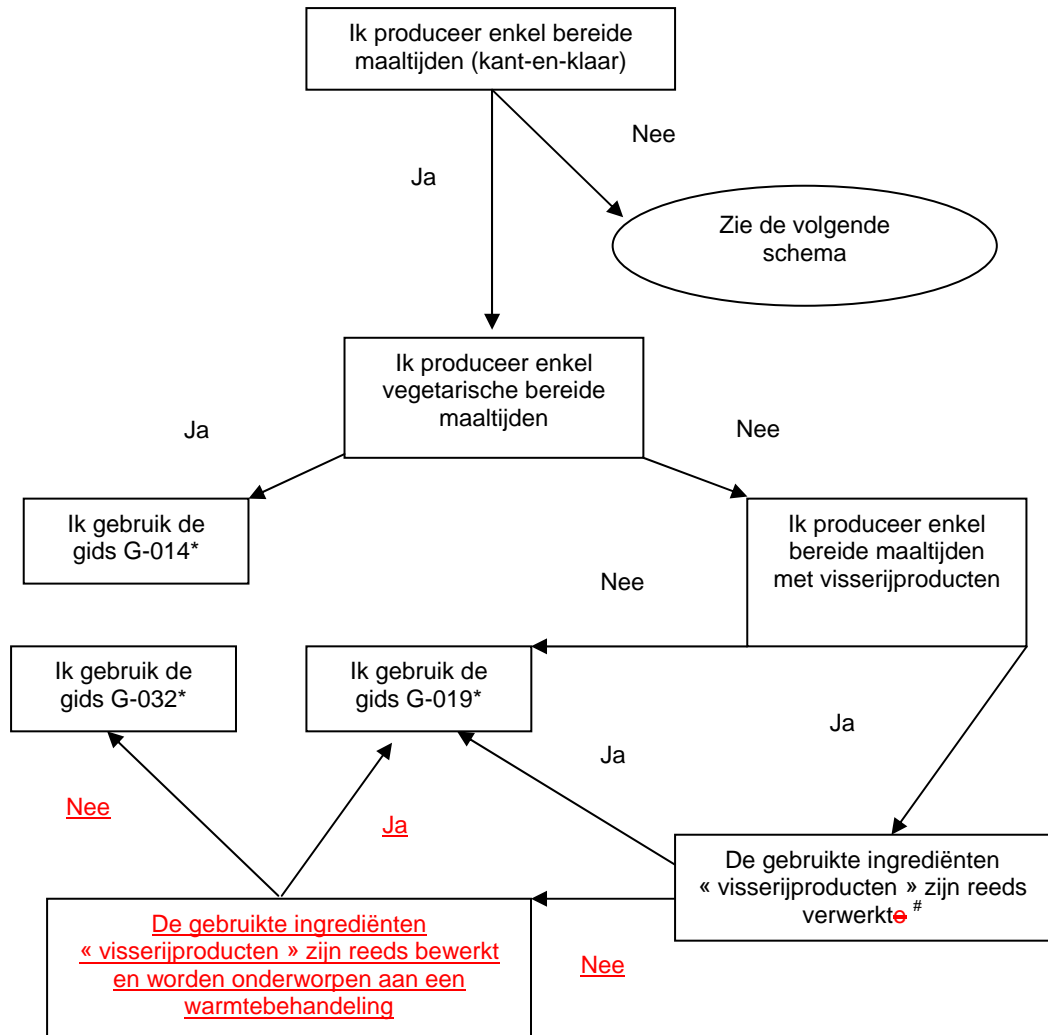 Ik produceer enkel bereide
maaltijden (kant-en-klaar)
Nee
Ja
Zie de volgende
schema
Ik produceer enkel
vegetarische bereide
maaltijden
Ja
Nee
Ik gebruik de
gids G-014*
Ik produceer enkel
bereide maaltijden
met visserijproducten
Nee
Ik gebruik de
gids G-032*
Ik gebruik de
gids G-019*
Ja
Ja
Nee
Ja
De gebruikte ingrediënten
« visserijproducten » zijn reeds
verwerkte #
De gebruikte ingrediënten
« visserijproducten » zijn reeds bewerkt
en worden onderworpen aan een
warmtebehandeling
Nee